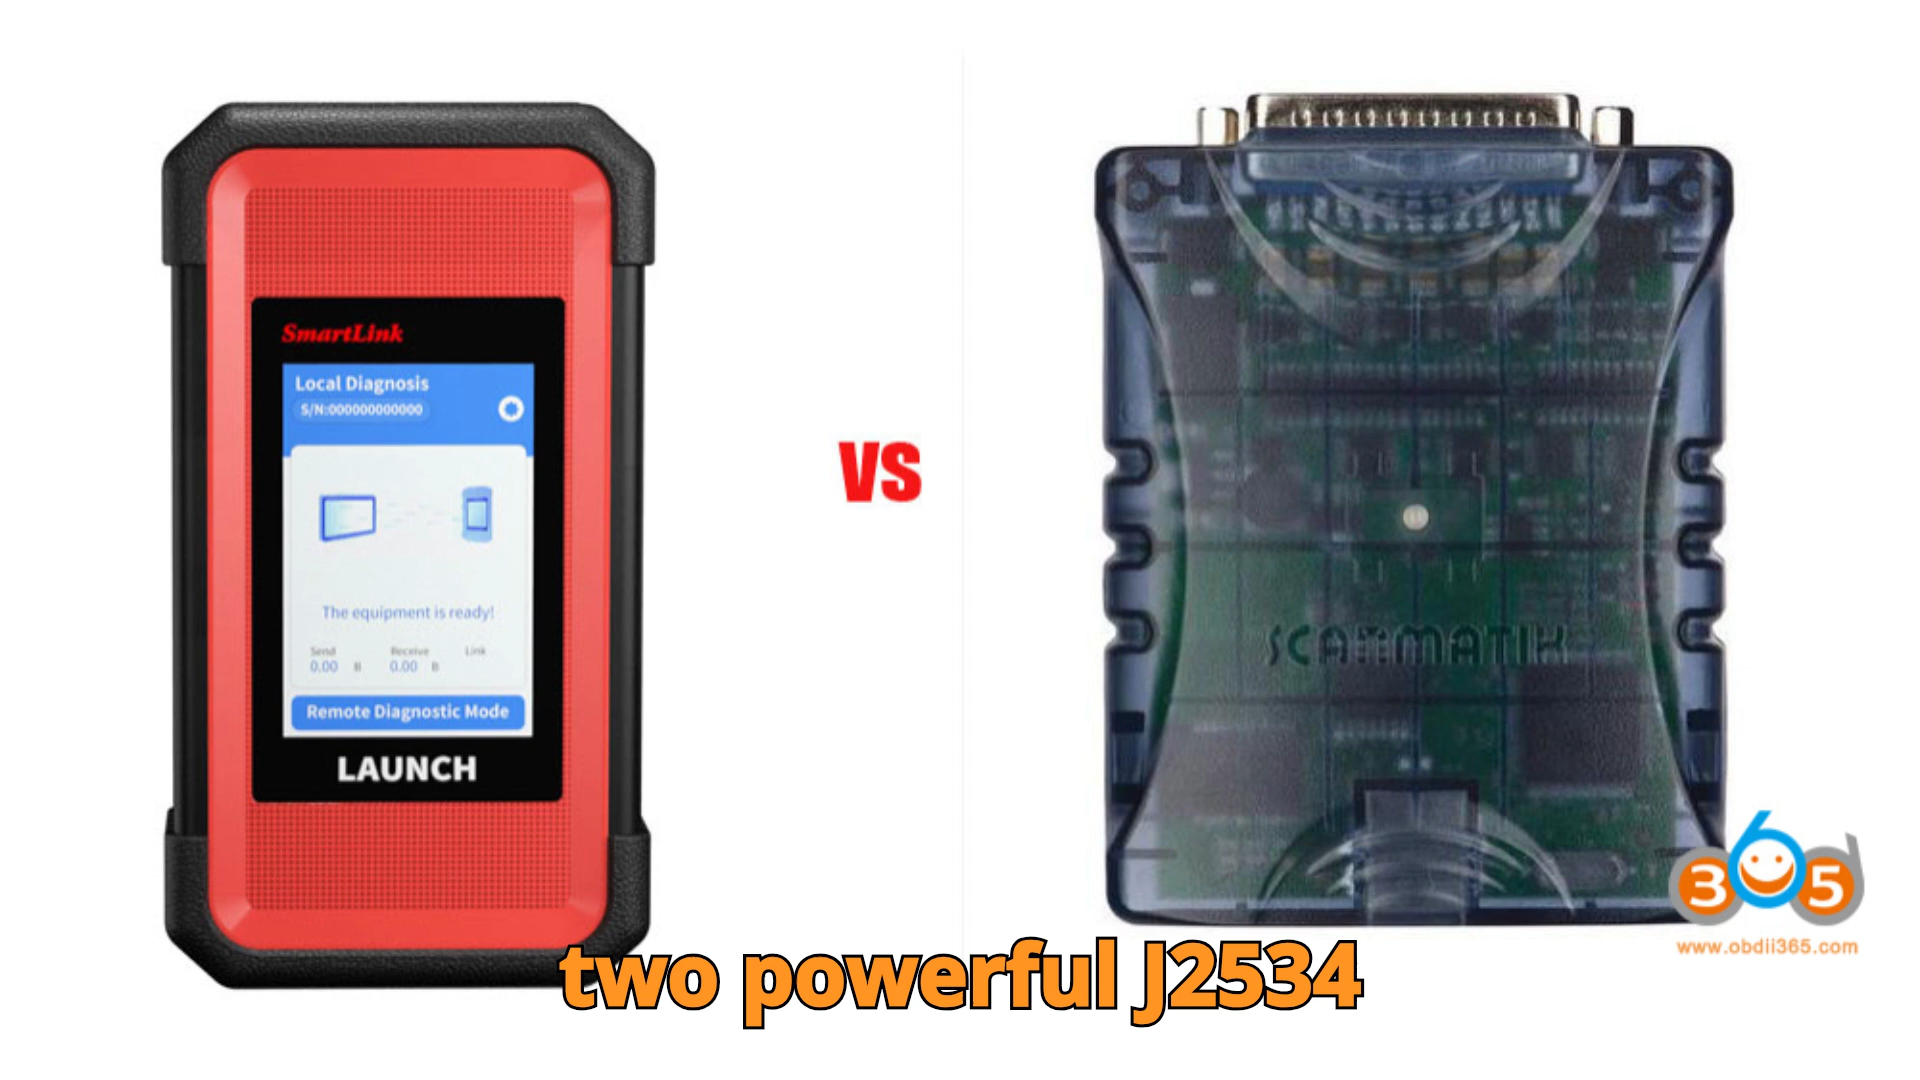 SmartLink
Local Diagnosis
S/N:000000000000
The equipment is ready!
Send Receive Link
0.00 B 0.00 B
Remote Diagnostic Mode
LAUNCH
VS
SCANMATIK
obd
365
www.obdii365.com
two powerful J2534